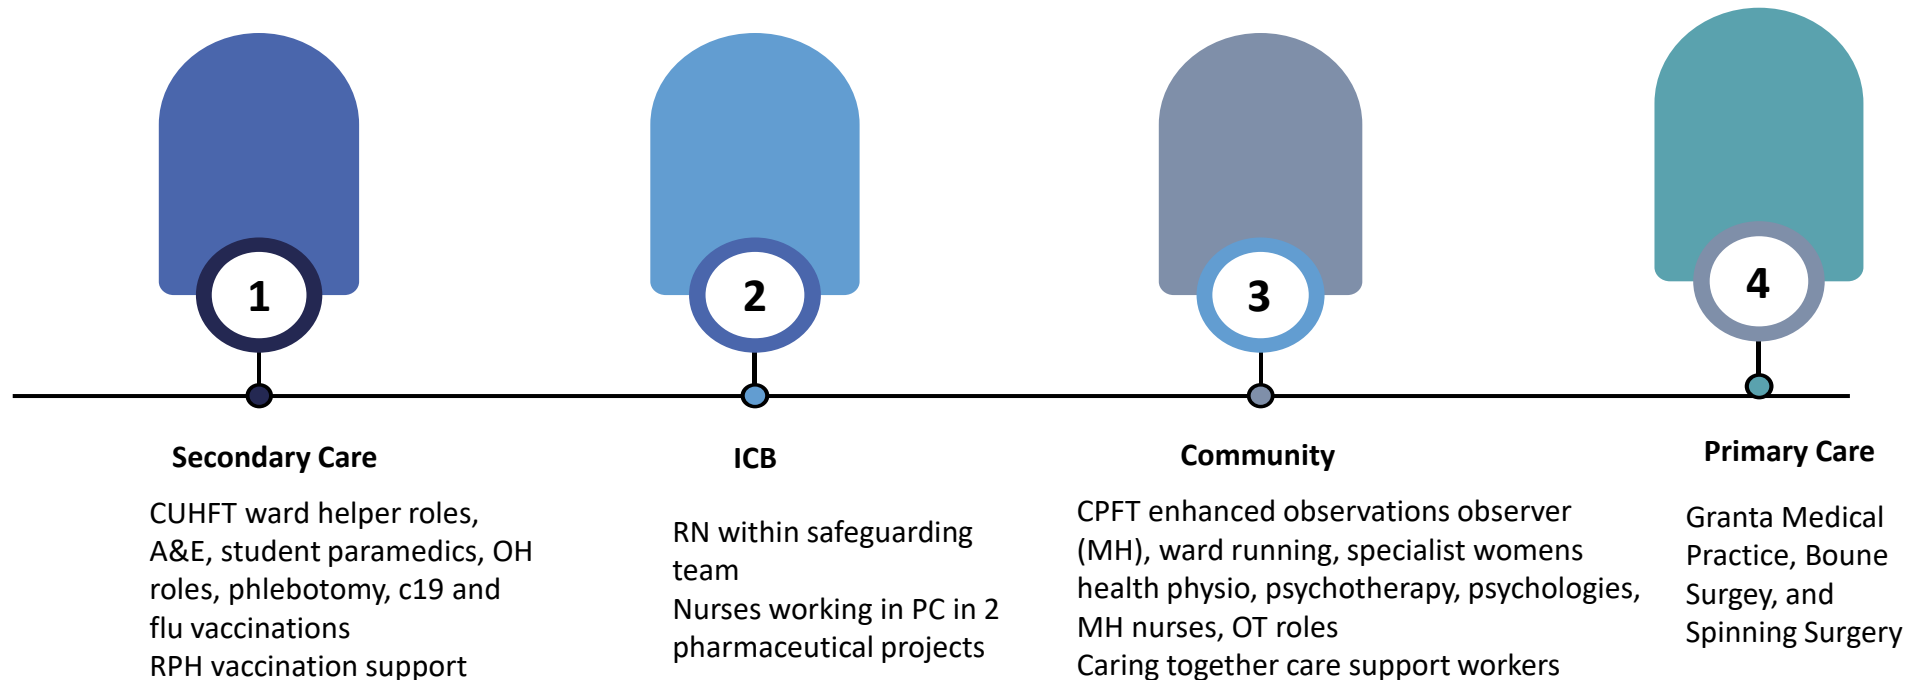 1
2
3
4
Secondary Care
CUHFT ward helper roles,
A&E, student paramedics, OH
roles, phlebotomy, c19 and
flu vaccinations
RPH vaccination support
ICB
RN within safeguarding
team
Nurses working in PC in 2
pharmaceutical projects
Community
CPFT enhanced observations observer
(MH), ward running, specialist womens
health physio, psychotherapy, psychologies,
MH nurses, OT roles
Caring together care support workers
Primary Care
Granta Medical
Practice, Boune
Surgey, and
Spinning Surgery